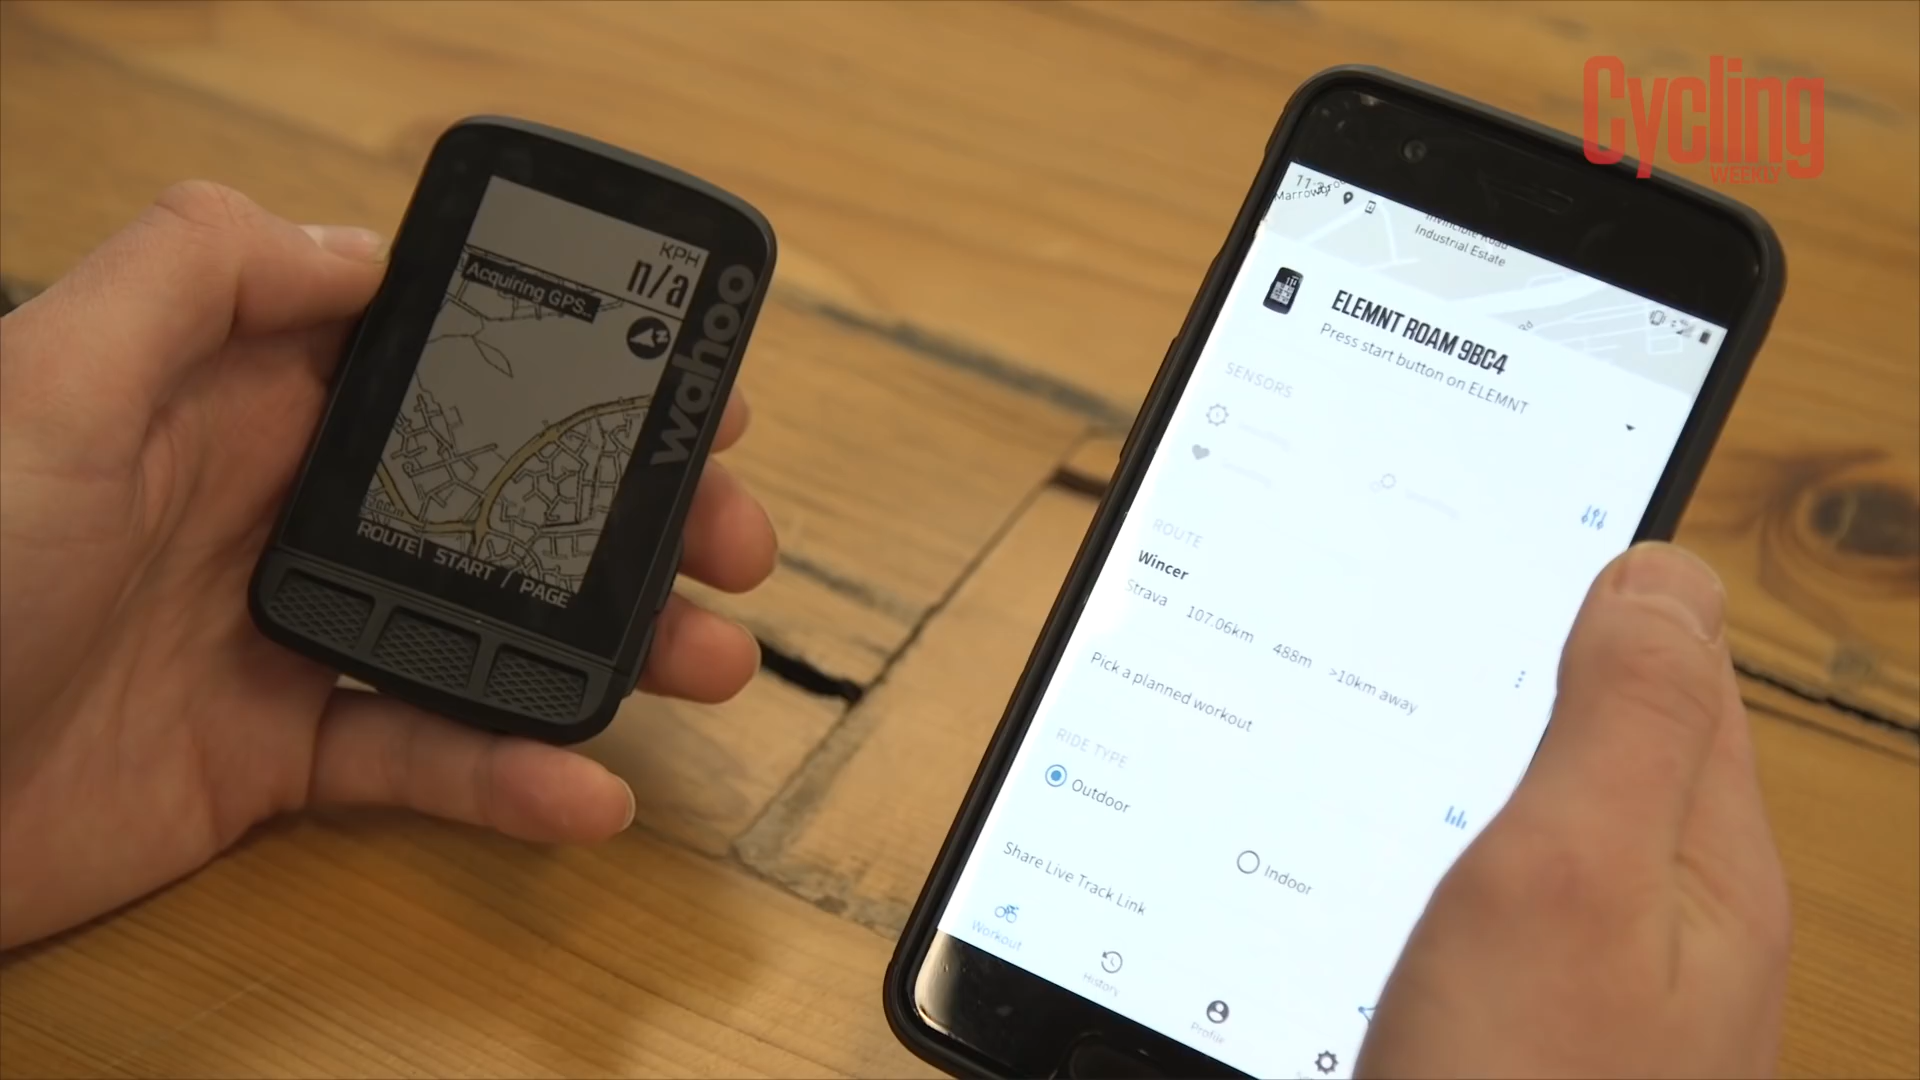 Cycling
WEEKLY
KPH
n/a
Acquiring GPS..
N
wahoo
ROUTE
START / PAGE
Industrial Estate
ELEMNT ROAM 9BC4
Press start button on ELEMNT
SENSORS
ROUTE
Wincer
Strava 107.06km 488m >10km away
Pick a planned workout
RIDE TYPE
Outdoor
Indoor
Share Live Track Link
Workout
History
Profile